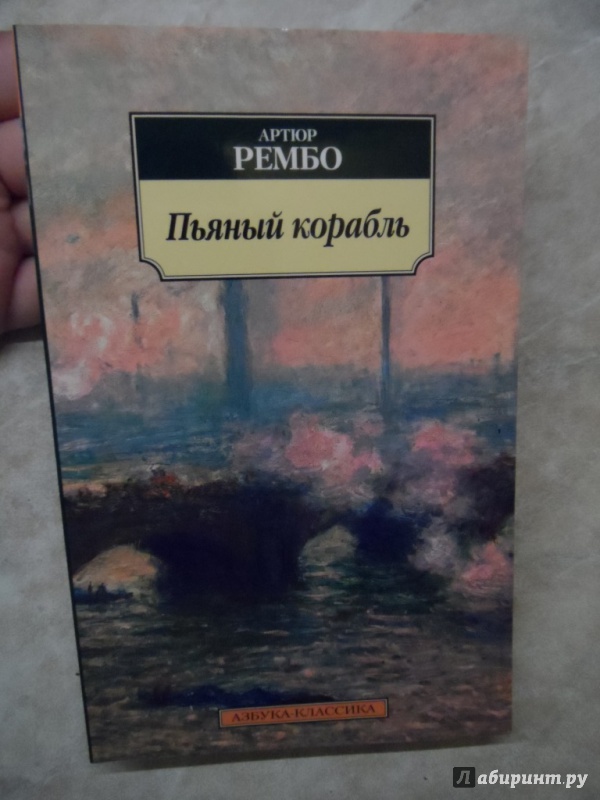 АРТЮР
РЕМБО
Пьяный корабль
АЗБУКА-КЛАССИКА
Лабиринт.ру